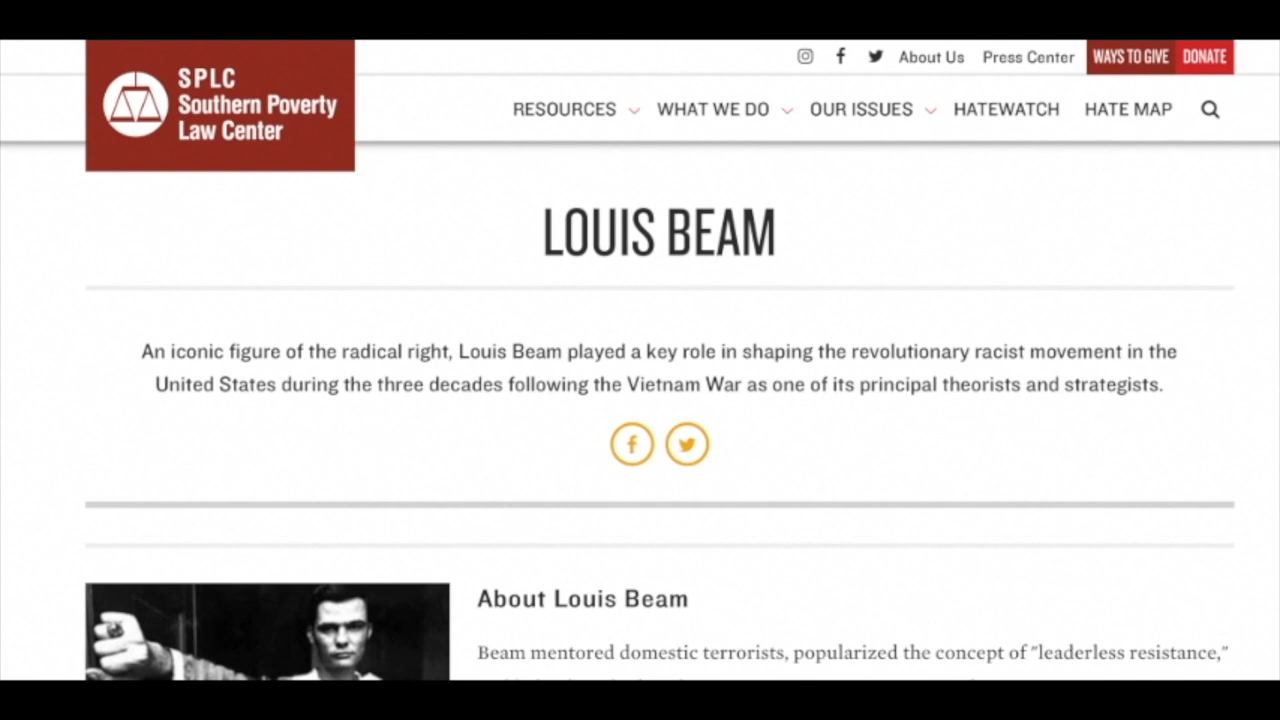 About Us Press Center WAYS TO GIVE DONATE
SPLC
Southern Poverty
Law Center
RESOURCES WHAT WE DO OUR ISSUES HATEWATCH HATE MAP
LOUIS BEAM
An iconic figure of the radical right, Louis Beam played a key role in shaping the revolutionary racist movement in the
United States during the three decades following the Vietnam War as one of its principal theorists and strategists.
About Louis Beam
Beam mentored domestic terrorists, popularized the concept of "leaderless resistance,"